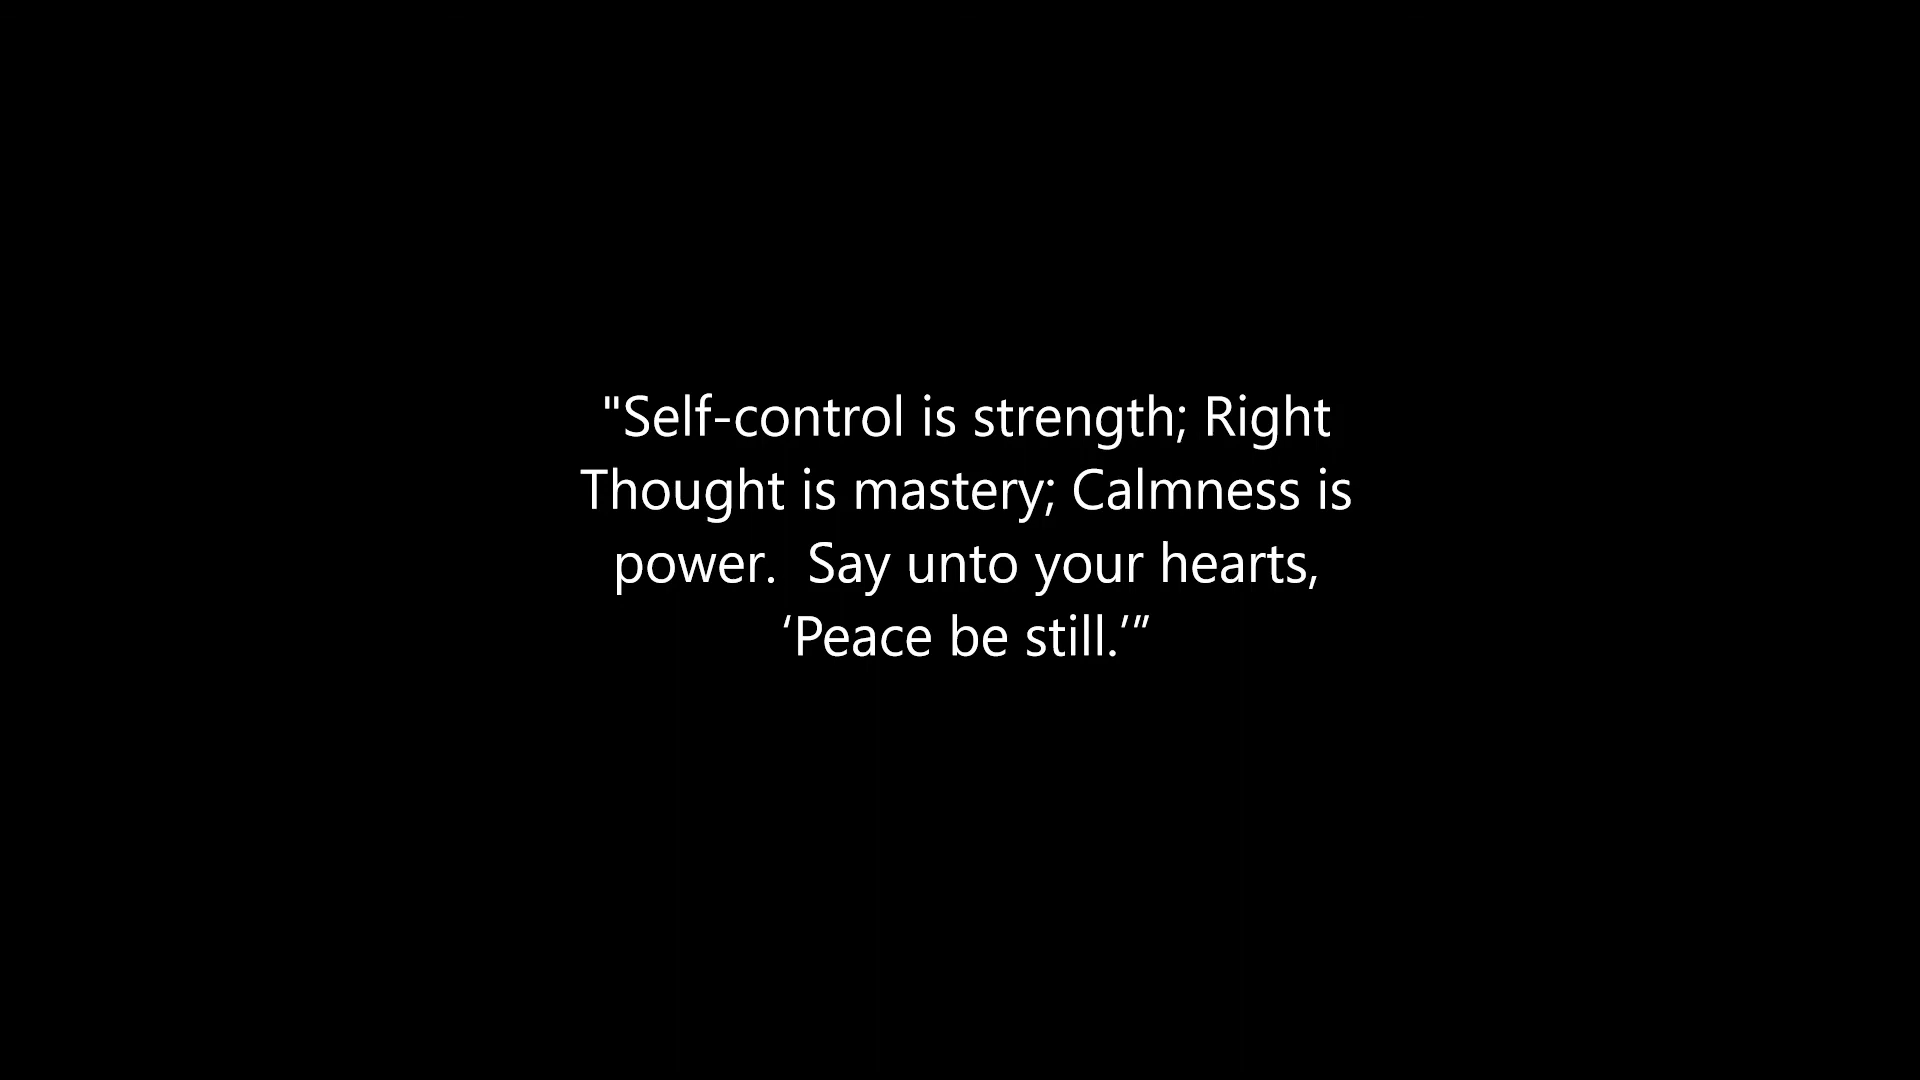 "Self-control is strength; Right
Thought is mastery; Calmness is
power.  Say unto your hearts,
‘Peace be still.’”